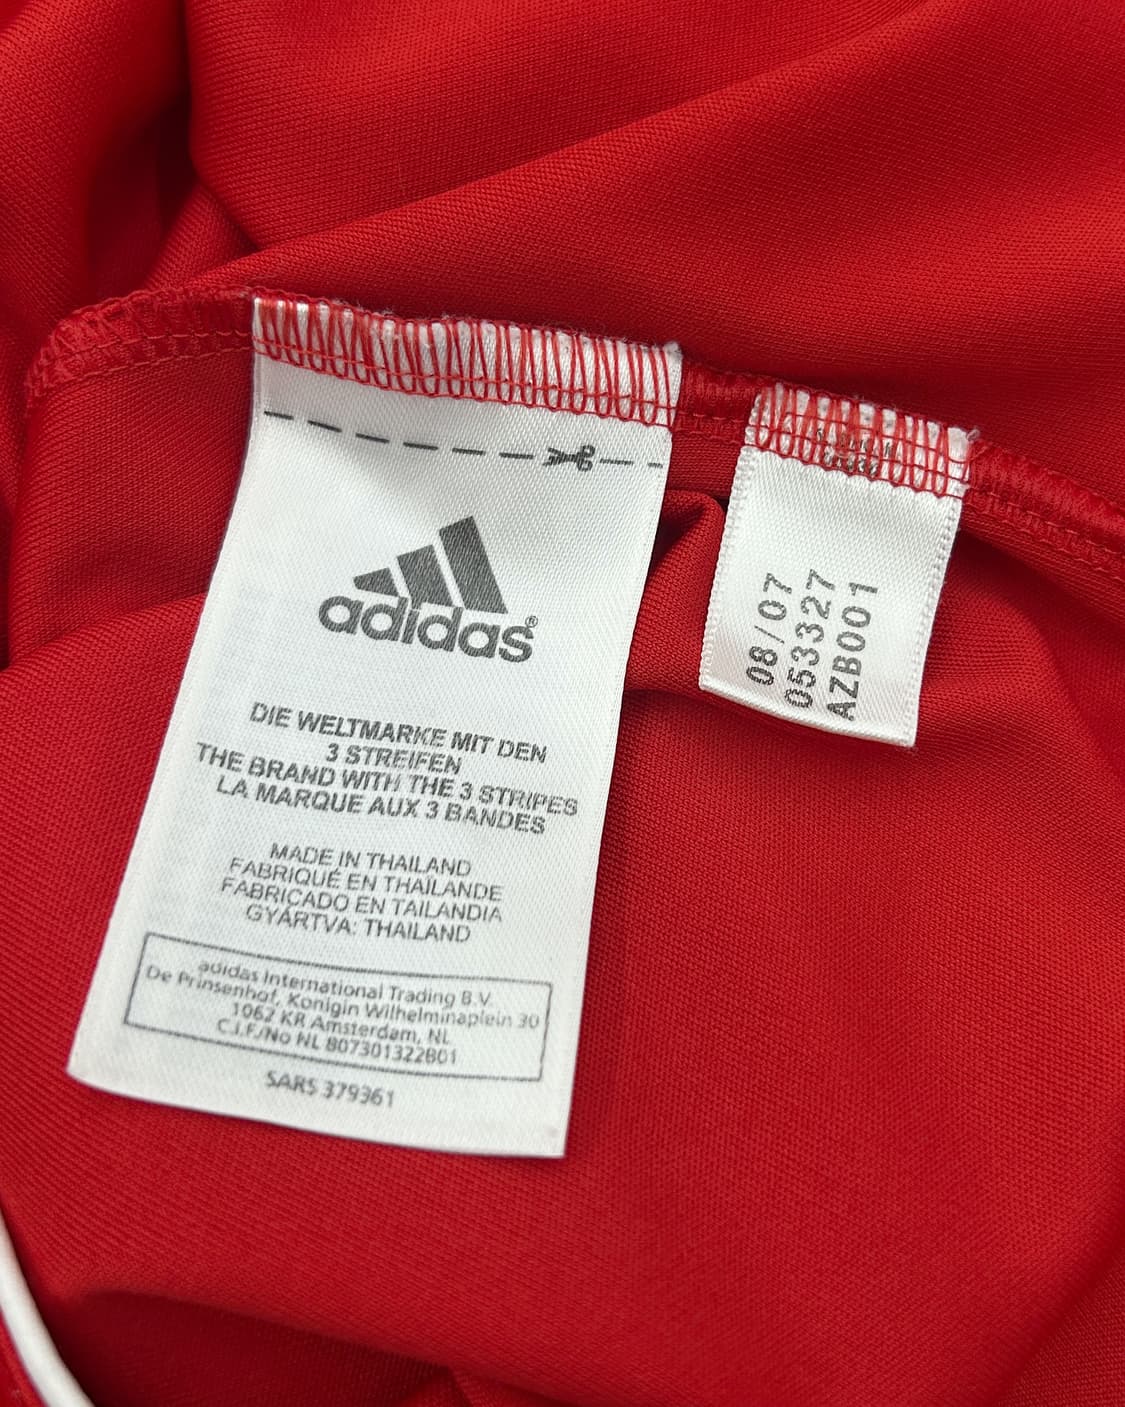 adidas®
DIE WELTMARKE MIT DEN
3 STREIFEN
THE BRAND WITH THE 3 STRIPES
LA MARQUE AUX 3 BANDES
MADE IN THAILAND
FABRIQUÉ EN THAÏLANDE
FABRICADO EN TAILANDIA
GYÁRTVA: THAILAND
adidas International Trading B.V.
De Prinsenhof, Konigin Wilhelminaplein 30
1062 KR Amsterdam, NL
C.I.F./No NL 807301322B01
SARS 379361
08/07
053327
AZB001